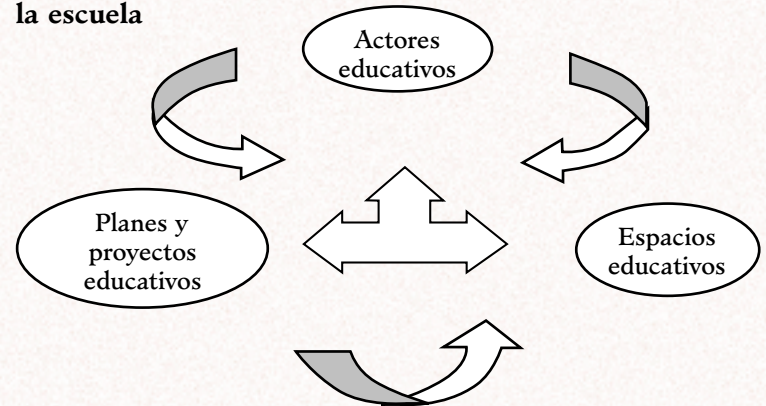 la escuela
Actores
educativos
Planes y
proyectos
educativos
Espacios
educativos